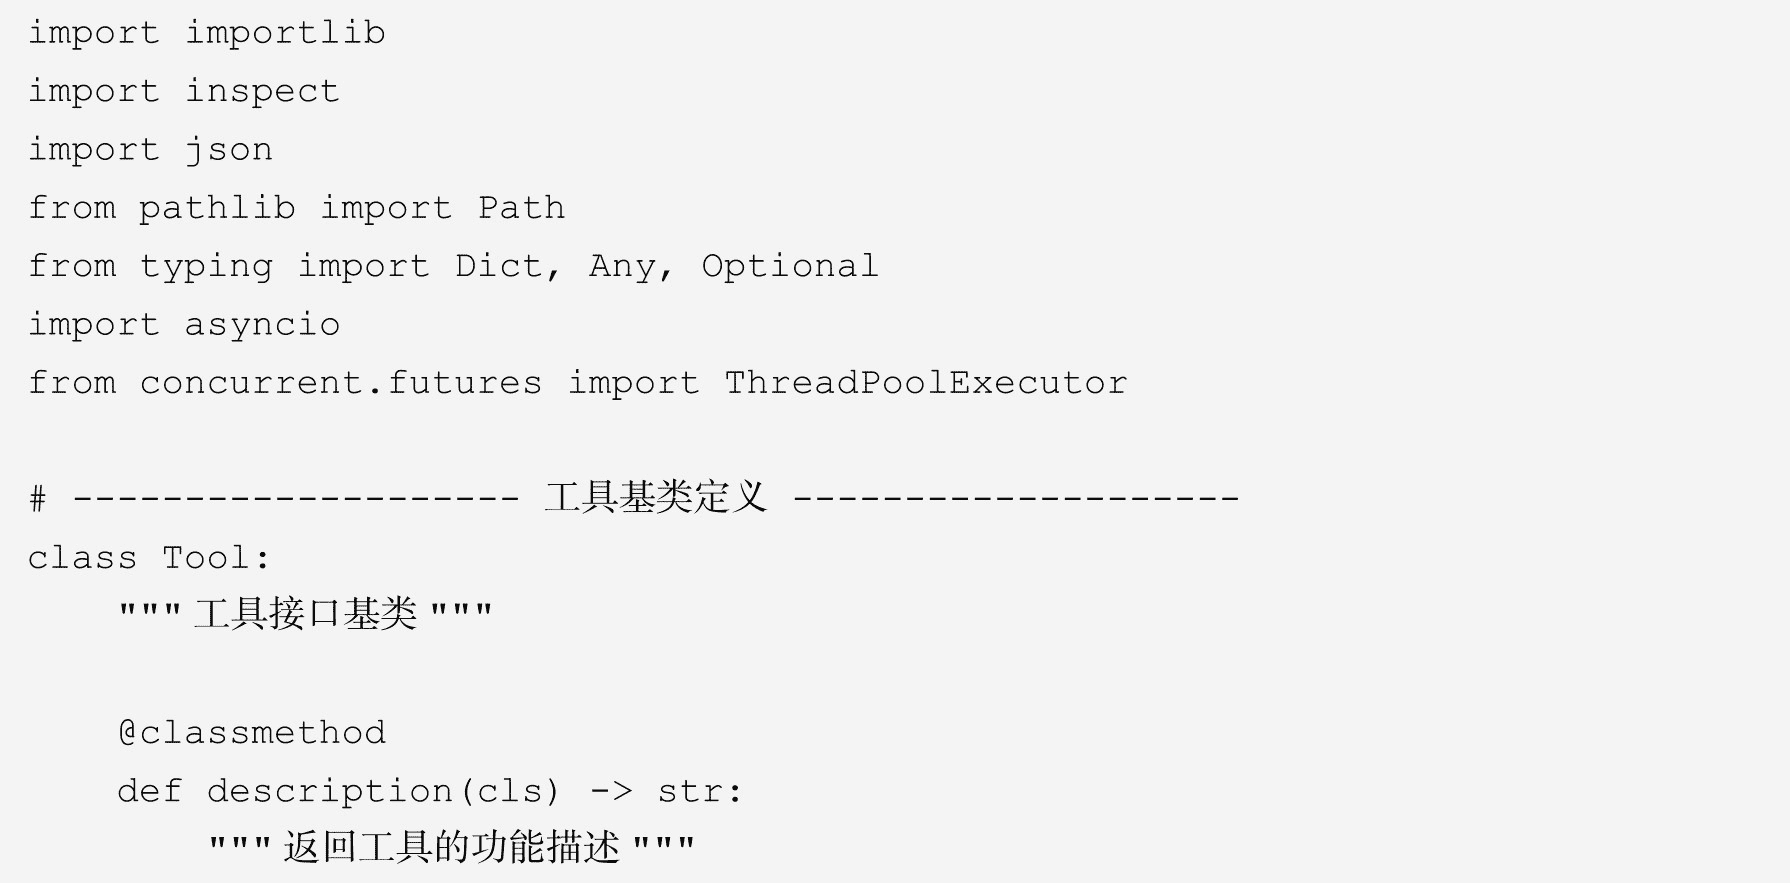 import importlib
import inspect
import json
from pathlib import Path
from typing import Dict, Any, Optional
import asyncio
from concurrent.futures import ThreadPoolExecutor
# -------------------- 工具基类定义 --------------------
class Tool:
    """工具接口基类"""
    @classmethod
    def description(cls) -> str:
        """返回工具的功能描述"""